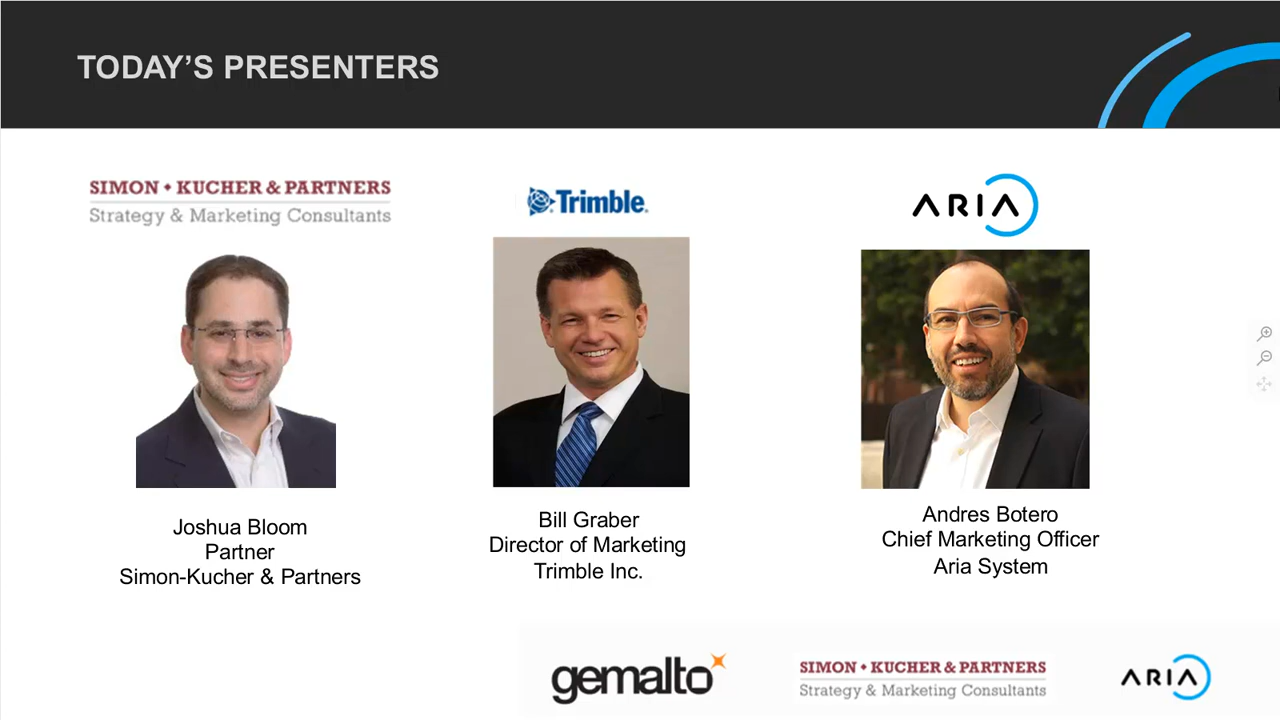 TODAY’S PRESENTERS
SIMON • KUCHER & PARTNERS
Strategy & Marketing Consultants
Trimble
ARIA
Joshua Bloom
Partner
Simon-Kucher & Partners
Bill Graber
Director of Marketing
Trimble Inc.
Andres Botero
Chief Marketing Officer
Aria System
gemalto
SIMON • KUCHER & PARTNERS
Strategy & Marketing Consultants
ARIA